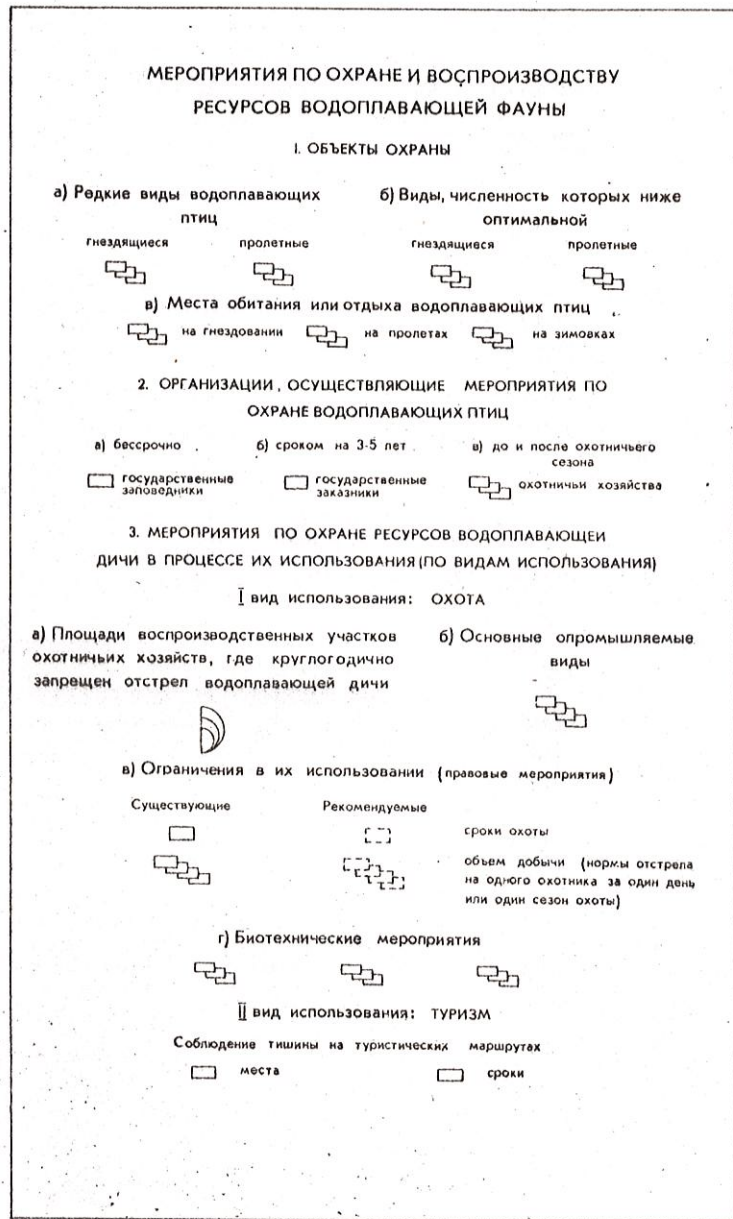 МЕРОПРИЯТИЯ ПО ОХРАНЕ И ВОСПРОИЗВОДСТВУ
РЕСУРСОВ ВОДОПЛАВАЮЩЕЙ ФАУНЫ
1. ОБЪЕКТЫ ОХРАНЫ
а) Редкие виды водоплавающих
птиц
гнездящиеся пролетные
б) Виды, численность которых ниже
оптимальной
гнездящиеся пролетные
в) Места обитания или отдыха водоплавающих птиц
на гнездовании на пролетах на зимовках
2. ОРГАНИЗАЦИИ, ОСУЩЕСТВЛЯЮЩИЕ МЕРОПРИЯТИЯ ПО
ОХРАНЕ ВОДОПЛАВАЮЩИХ ПТИЦ
а) бессрочно
государственные
заповедники
б) сроком на 3-5 лет
государственные
заказники
в) до и после охотничьего
сезона
охотничьи хозяйства
3. МЕРОПРИЯТИЯ ПО ОХРАНЕ РЕСУРСОВ ВОДОПЛАВАЮЩЕИ
ДИЧИ В ПРОЦЕССЕ ИХ ИСПОЛЬЗОВАНИЯ (ПО ВИДАМ ИСПОЛЬЗОВАНИЯ)
I вид использования: ОХОТА
а) Площади воспроизводственных участков
охотничьих хозяйств, где круглогодично
запрещен отстрел водоплавающей дичи
б) Основные опромышляемые
виды
в) Ограничения в их использовании (правовые мероприятия)
Существующие Рекомендуемые
сроки охоты
объем добычи (нормы отстрела
на одного охотника за один день
или один сезон охоты)
г) Биотехнические мероприятия
II вид использования: ТУРИЗМ
Соблюдение тишины на туристических маршрутах
места сроки